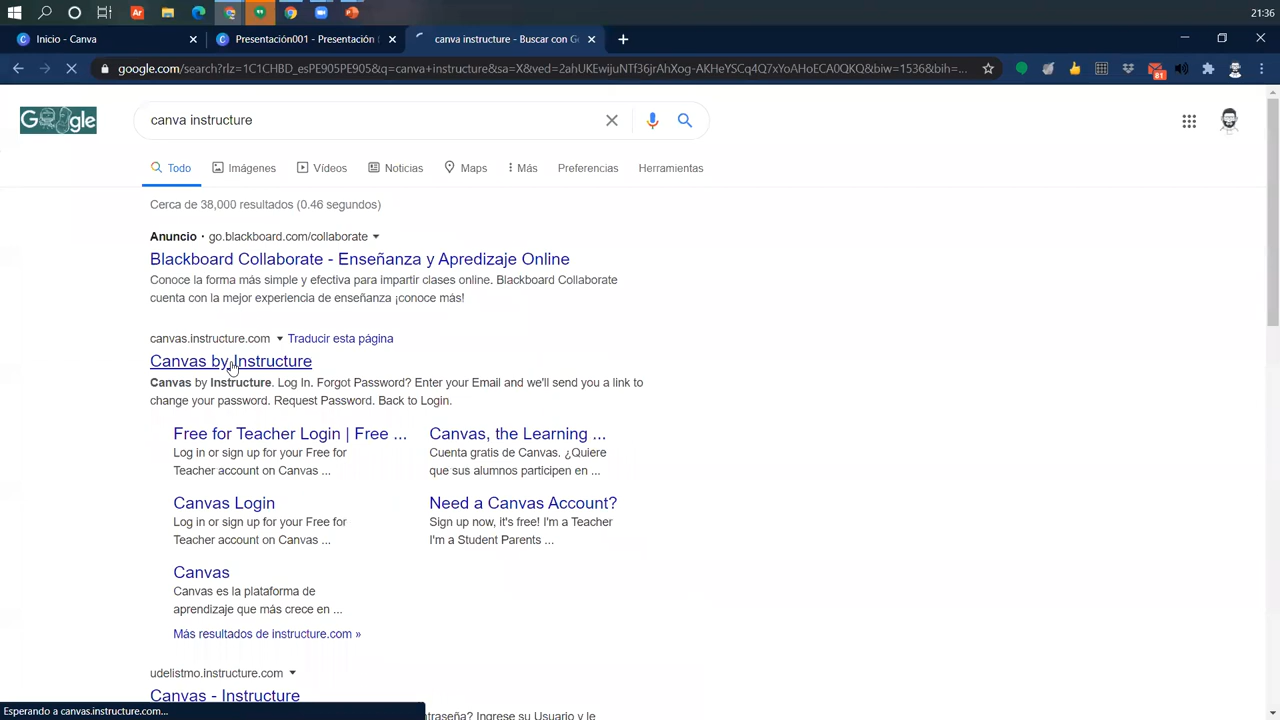 21:36
Inicio - Canva
Presentación001 - Presentación
canva instructure - Buscar con G
google.com/search?rlz=1C1CHBD_esPE905PE905&q=canva+instructure&sa=X&ved=2ahUKEwijuNTf36jrAhXog-AKHeYSCq4Q7xYoAHoECA0QKQ&biw=1536&bih=...
81
Google
canva instructure
Todo
Imágenes
Vídeos
Noticias
Maps
Más
Preferencias
Herramientas
Cerca de 38,000 resultados (0.46 segundos)
Anuncio · go.blackboard.com/collaborate
Blackboard Collaborate - Enseñanza y Apredizaje Online
Conoce la forma más simple y efectiva para impartir clases online. Blackboard Collaborate
cuenta con la mejor experiencia de enseñanza ¡conoce más!
canvas.instructure.com Traducir esta página
Canvas by Instructure
Canvas by Instructure. Log In. Forgot Password? Enter your Email and we'll send you a link to
change your password. Request Password. Back to Login.
Free for Teacher Login | Free ...
Log in or sign up for your Free for
Teacher account on Canvas ...
Canvas, the Learning ...
Cuenta gratis de Canvas. ¿Quiere
que sus alumnos participen en ...
Canvas Login
Log in or sign up for your Free for
Teacher account on Canvas ...
Need a Canvas Account?
Sign up now, it's free! I'm a Teacher
I'm a Student Parents ...
Canvas
Canvas es la plataforma de
aprendizaje que más crece en ...
Más resultados de instructure.com »
udelistmo.instructure.com
Canvas - Instructure
Esperando a canvas.instructure.com...
Ingrese su Usuario y le